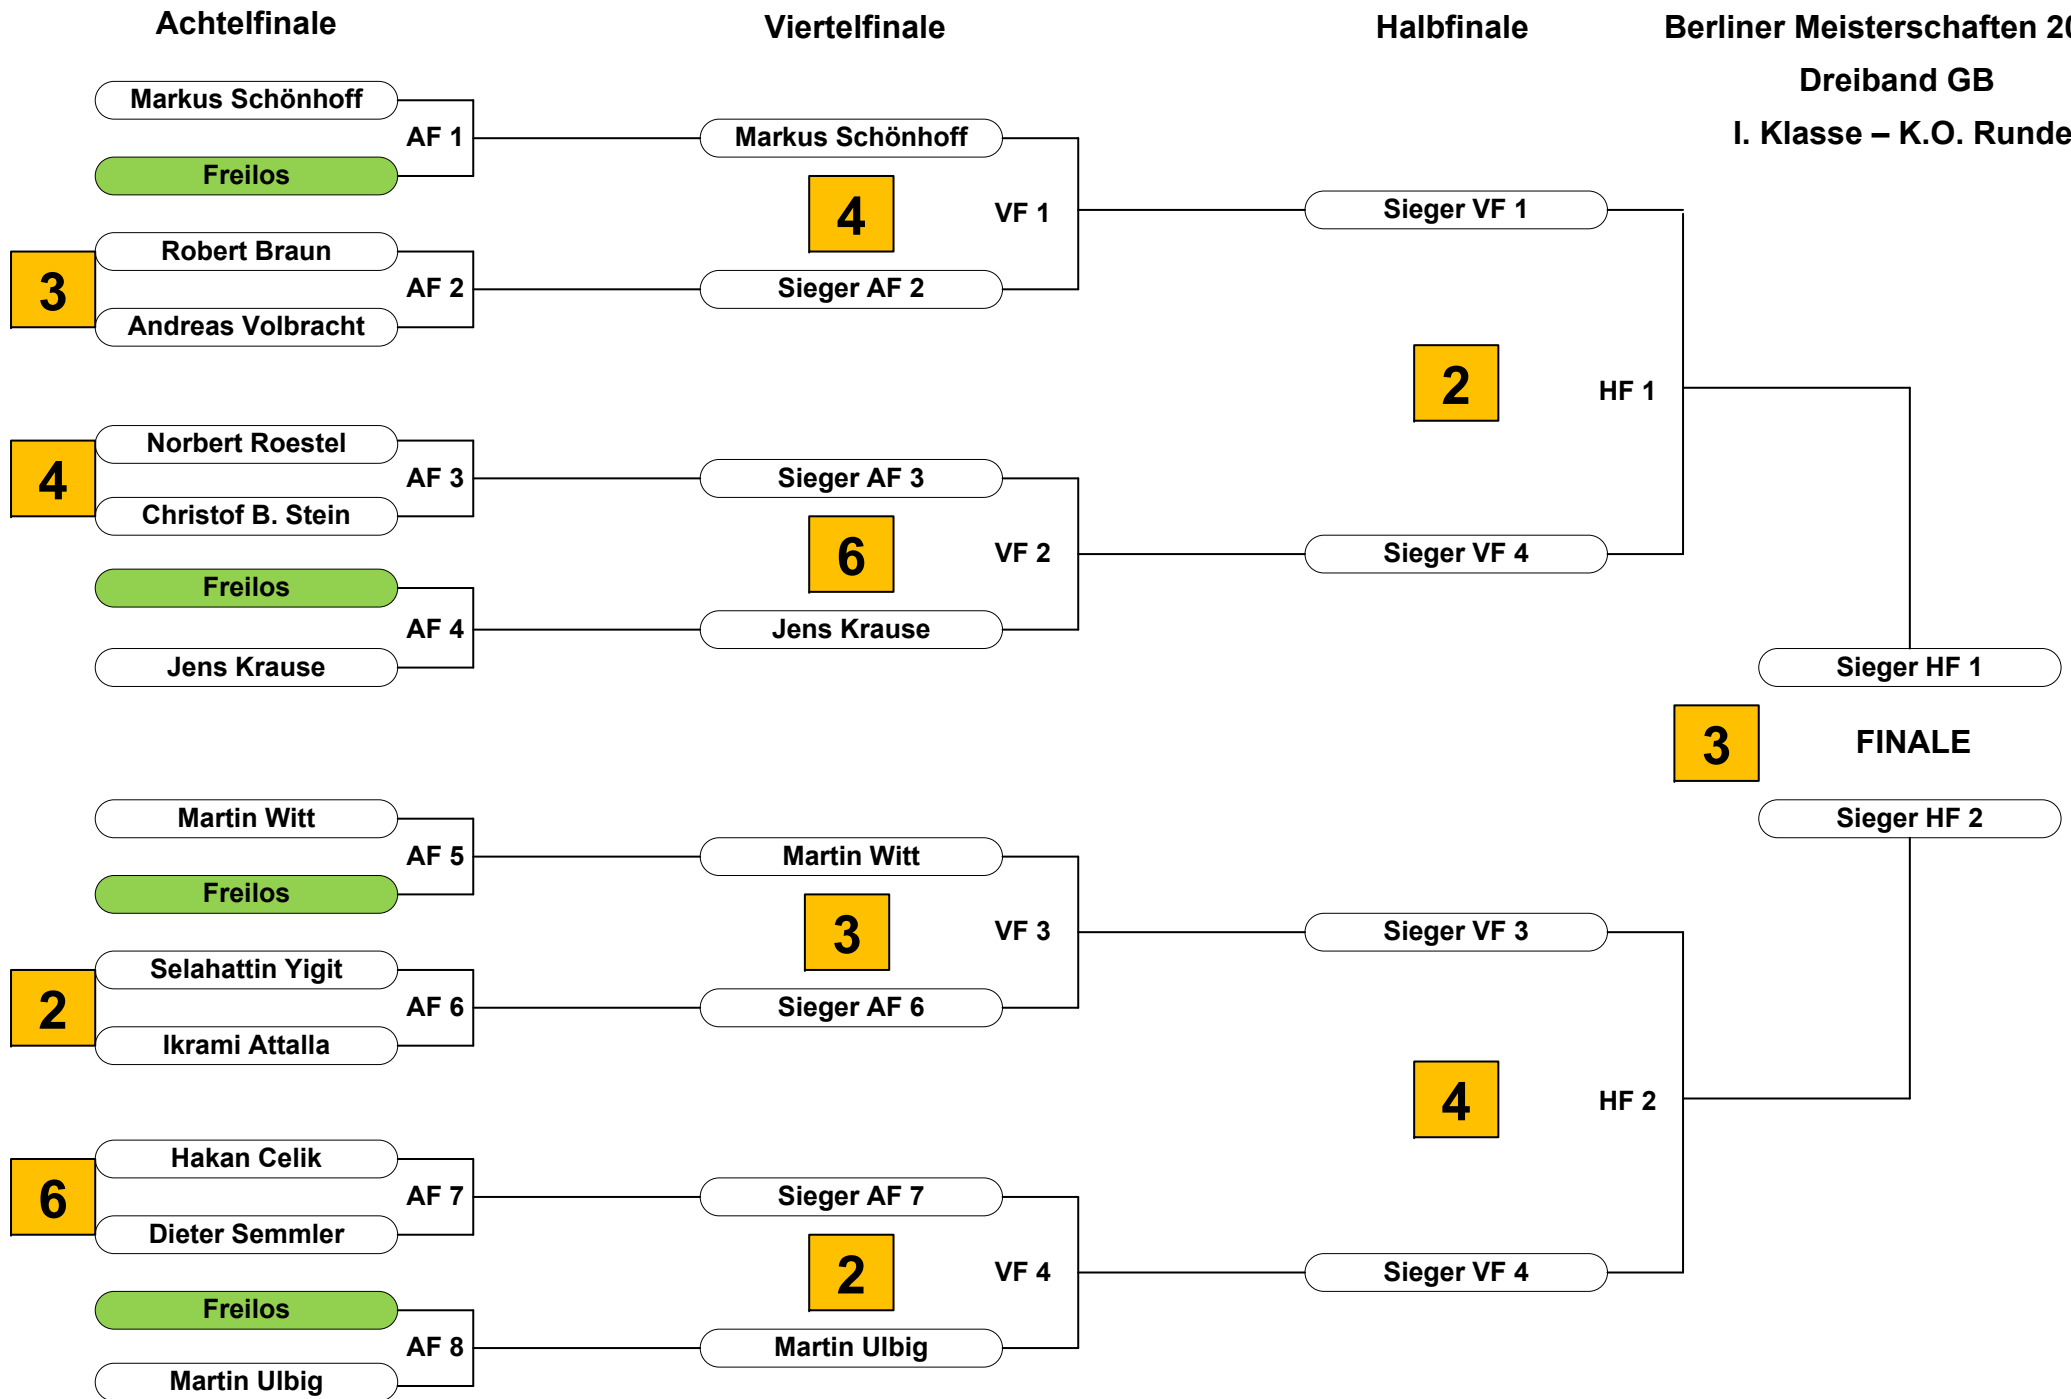 Achtelfinale
Viertelfinale
Halbfinale
Berliner Meisterschaften 20
Dreiband GB
I. Klasse – K.O. Runde
Markus Schönhoff
AF 1
Freilos
3
Robert Braun
AF 2
Andreas Volbracht
4
Norbert Roestel
AF 3
Christof B. Stein
Freilos
AF 4
Jens Krause
Martin Witt
AF 5
Freilos
2
Selahattin Yigit
AF 6
Ikrami Attalla
6
Hakan Celik
AF 7
Dieter Semmler
Freilos
AF 8
Martin Ulbig
Markus Schönhoff
4
VF 1
Sieger AF 2
Sieger AF 3
6
VF 2
Jens Krause
Martin Witt
3
VF 3
Sieger AF 6
Sieger AF 7
2
VF 4
Martin Ulbig
Sieger VF 1
2
HF 1
Sieger VF 4
Sieger VF 3
4
HF 2
Sieger VF 4
Sieger HF 1
3
FINALE
Sieger HF 2